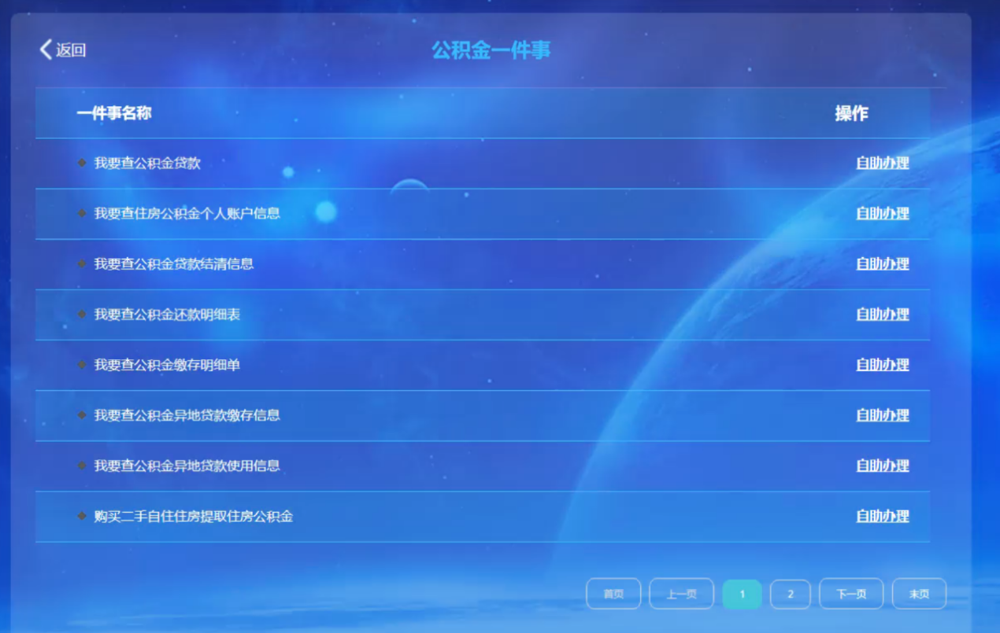 返回
公积金一件事
一件事名称 操作
我要查公积金贷款 自助办理
我要查住房公积金个人账户信息 自助办理
我要查公积金贷款结清信息 自助办理
我要查公积金还款明细表 自助办理
我要查公积金缴存明细单 自助办理
我要查公积金异地贷款缴存信息 自助办理
我要查公积金异地贷款使用信息 自助办理
购买二手自住住房提取住房公积金 自助办理
首页 上一页 1 2 下一页 末页